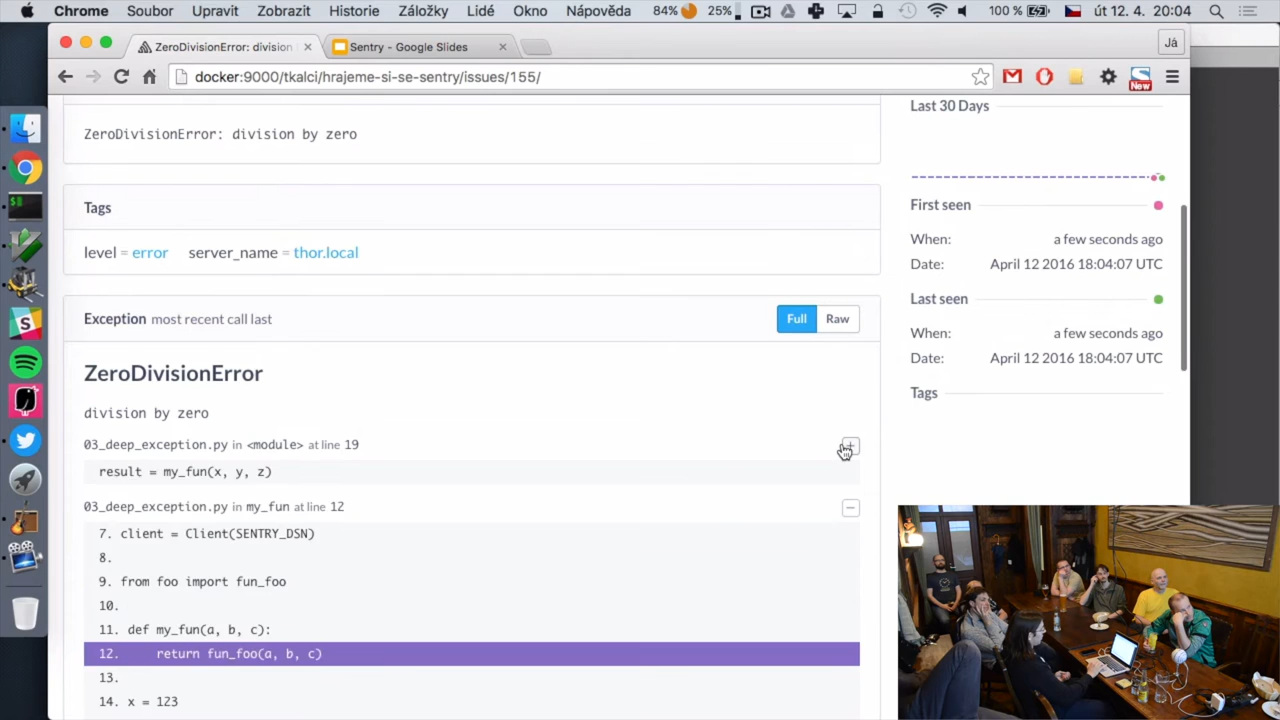 Chrome Soubor Upravit Zobrazit Historie Záložky Lidé Okno Nápověda 84% 25% 100 % út 12. 4. 20:04
ZeroDivisionError: division
Sentry - Google Slides
Já
docker:9000/tkalci/hrajeme-si-se-sentry/issues/155/
New
ZeroDivisionError: division by zero
Tags
level = error server_name = thor.local
Exception most recent call last
Full Raw
ZeroDivisionError
division by zero
03_deep_exception.py in <module> at line 19
result = my_fun(x, y, z)
03_deep_exception.py in my_fun at line 12
7. client = Client(SENTRY_DSN)
8.
9. from foo import fun_foo
10.
11. def my_fun(a, b, c):
12. return fun_foo(a, b, c)
13.
14. x = 123
Last 30 Days
First seen
When: a few seconds ago
Date: April 12 2016 18:04:07 UTC
Last seen
When: a few seconds ago
Date: April 12 2016 18:04:07 UTC
Tags